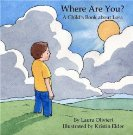 Where Are You?
A Child's Book about Loss
By Laura Olivieri
Illustrated by Kristin Elder